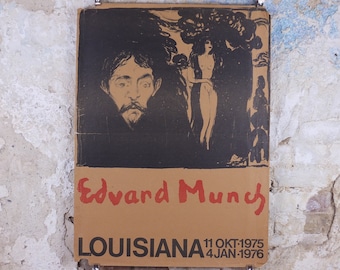 Edvard Munch
LOUISIANA 11 OKT·1975
4 JAN·1976